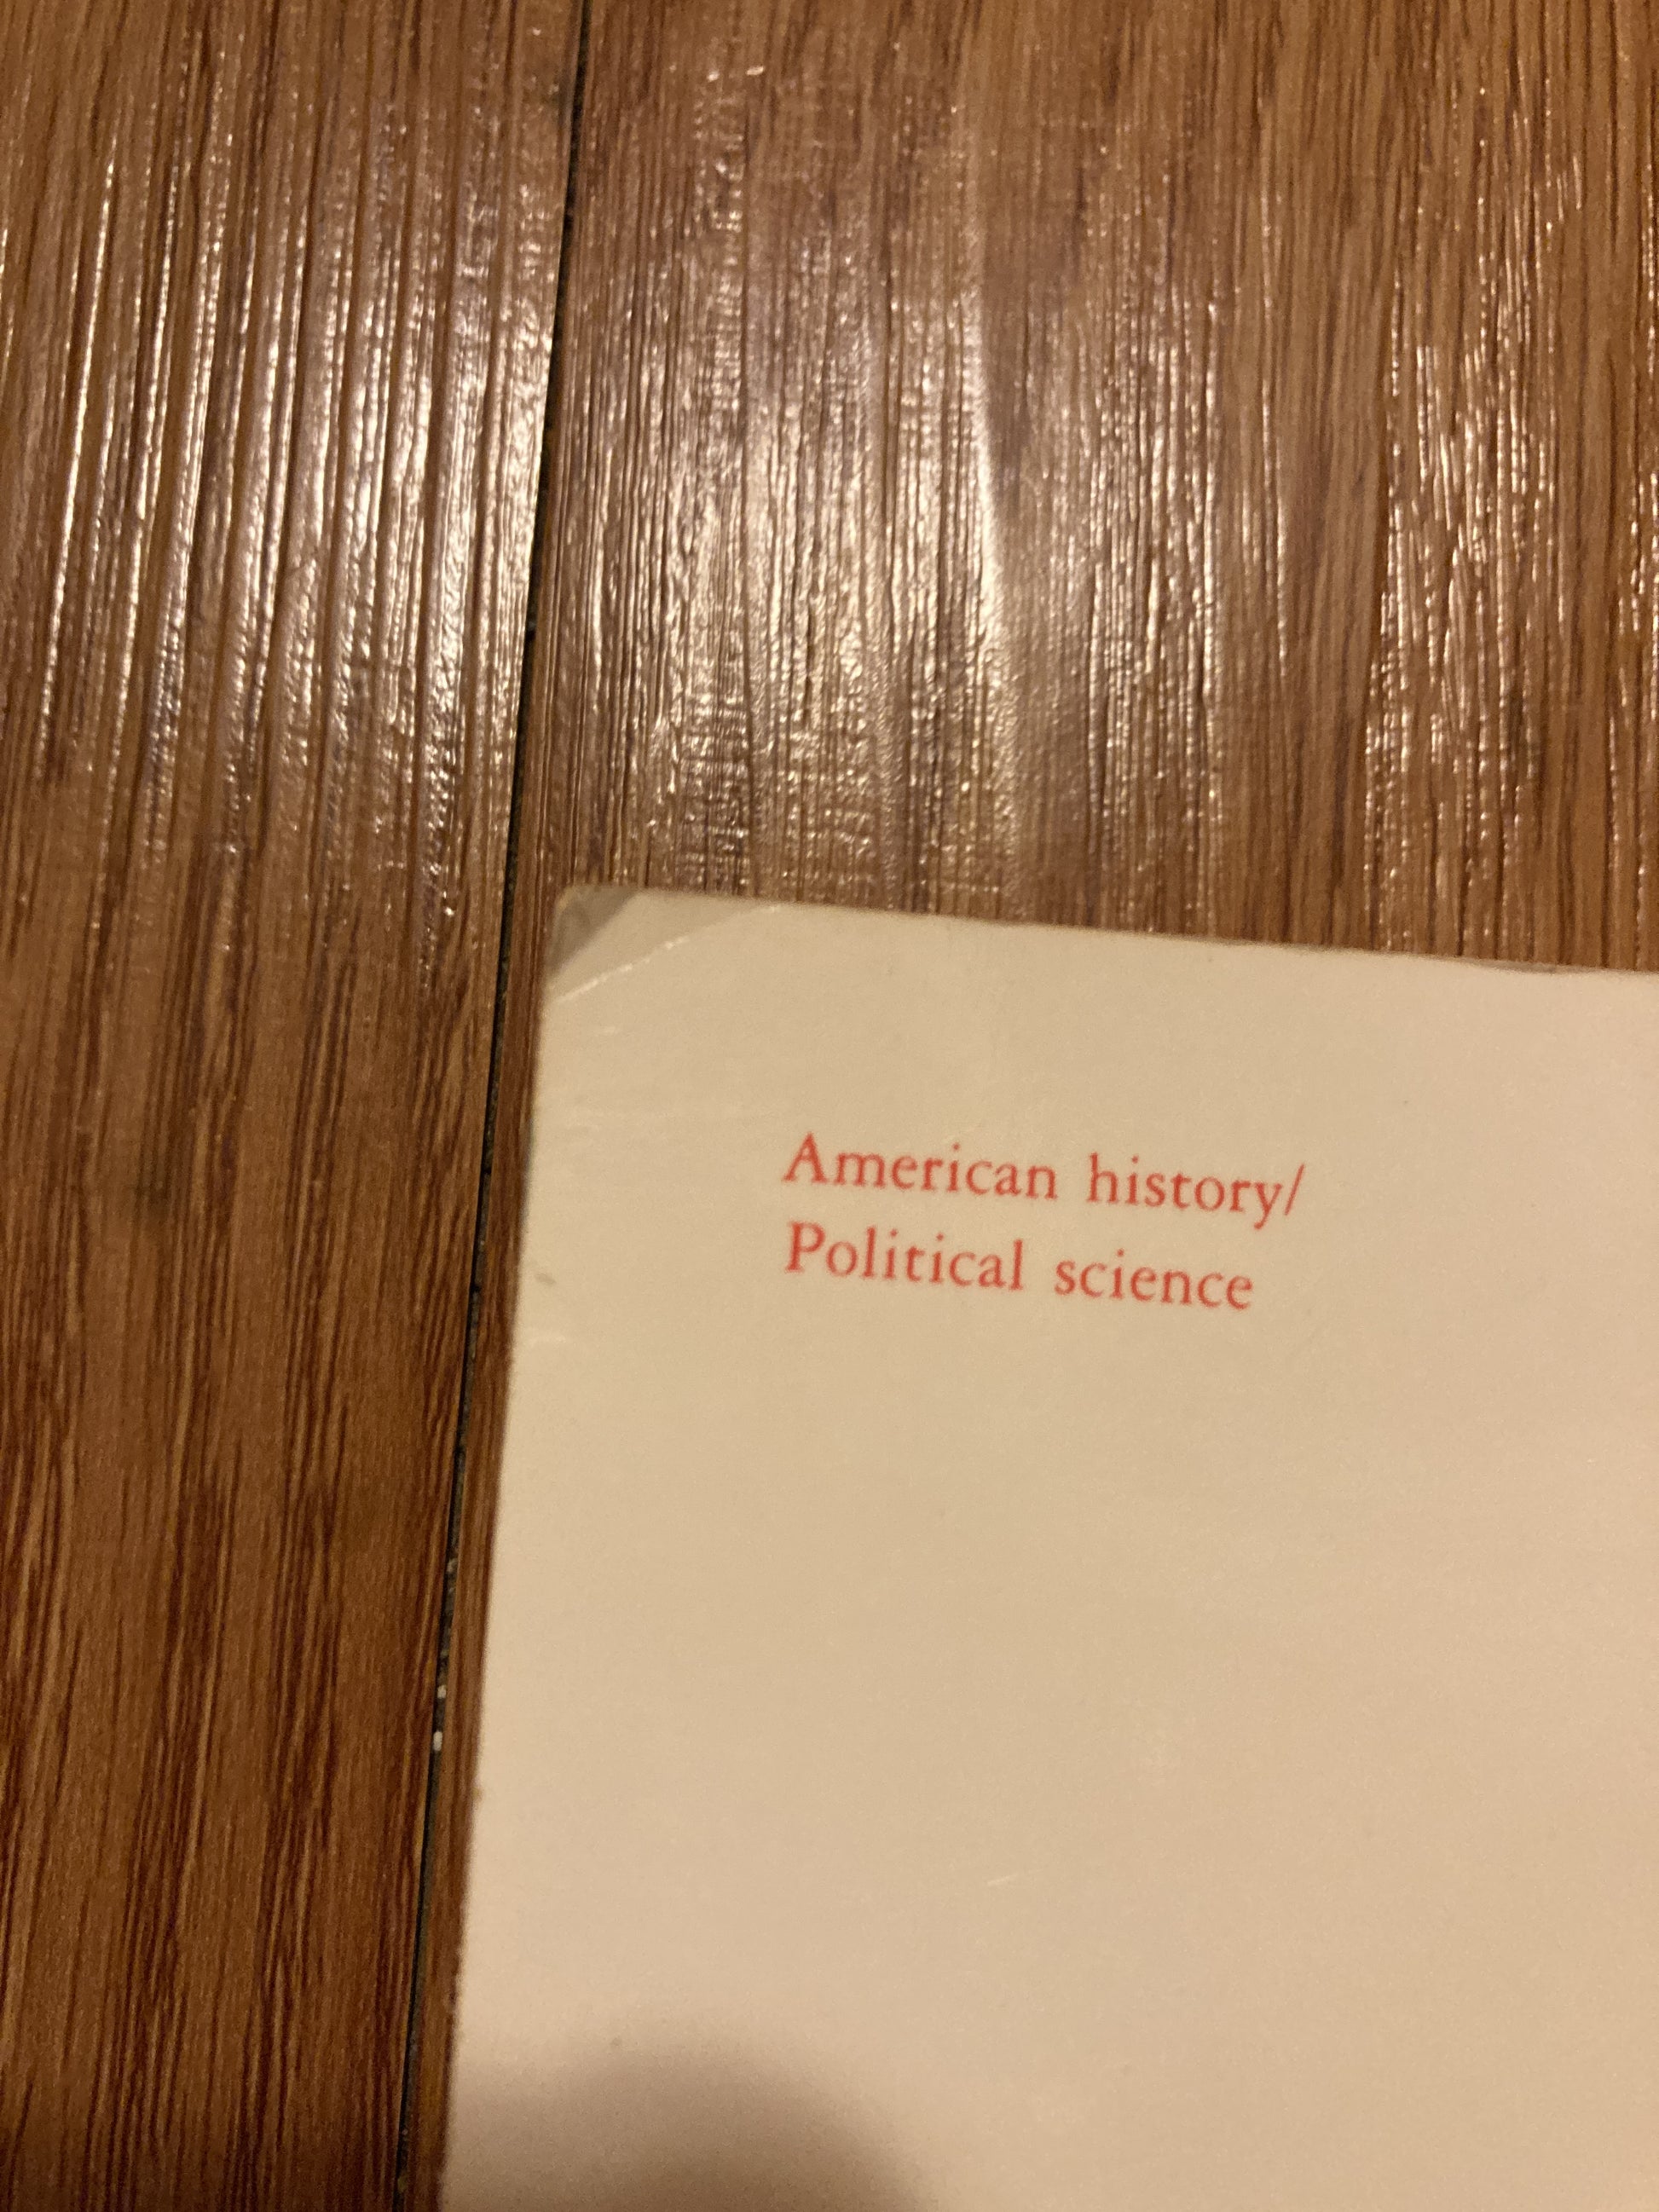 American history/
Political science